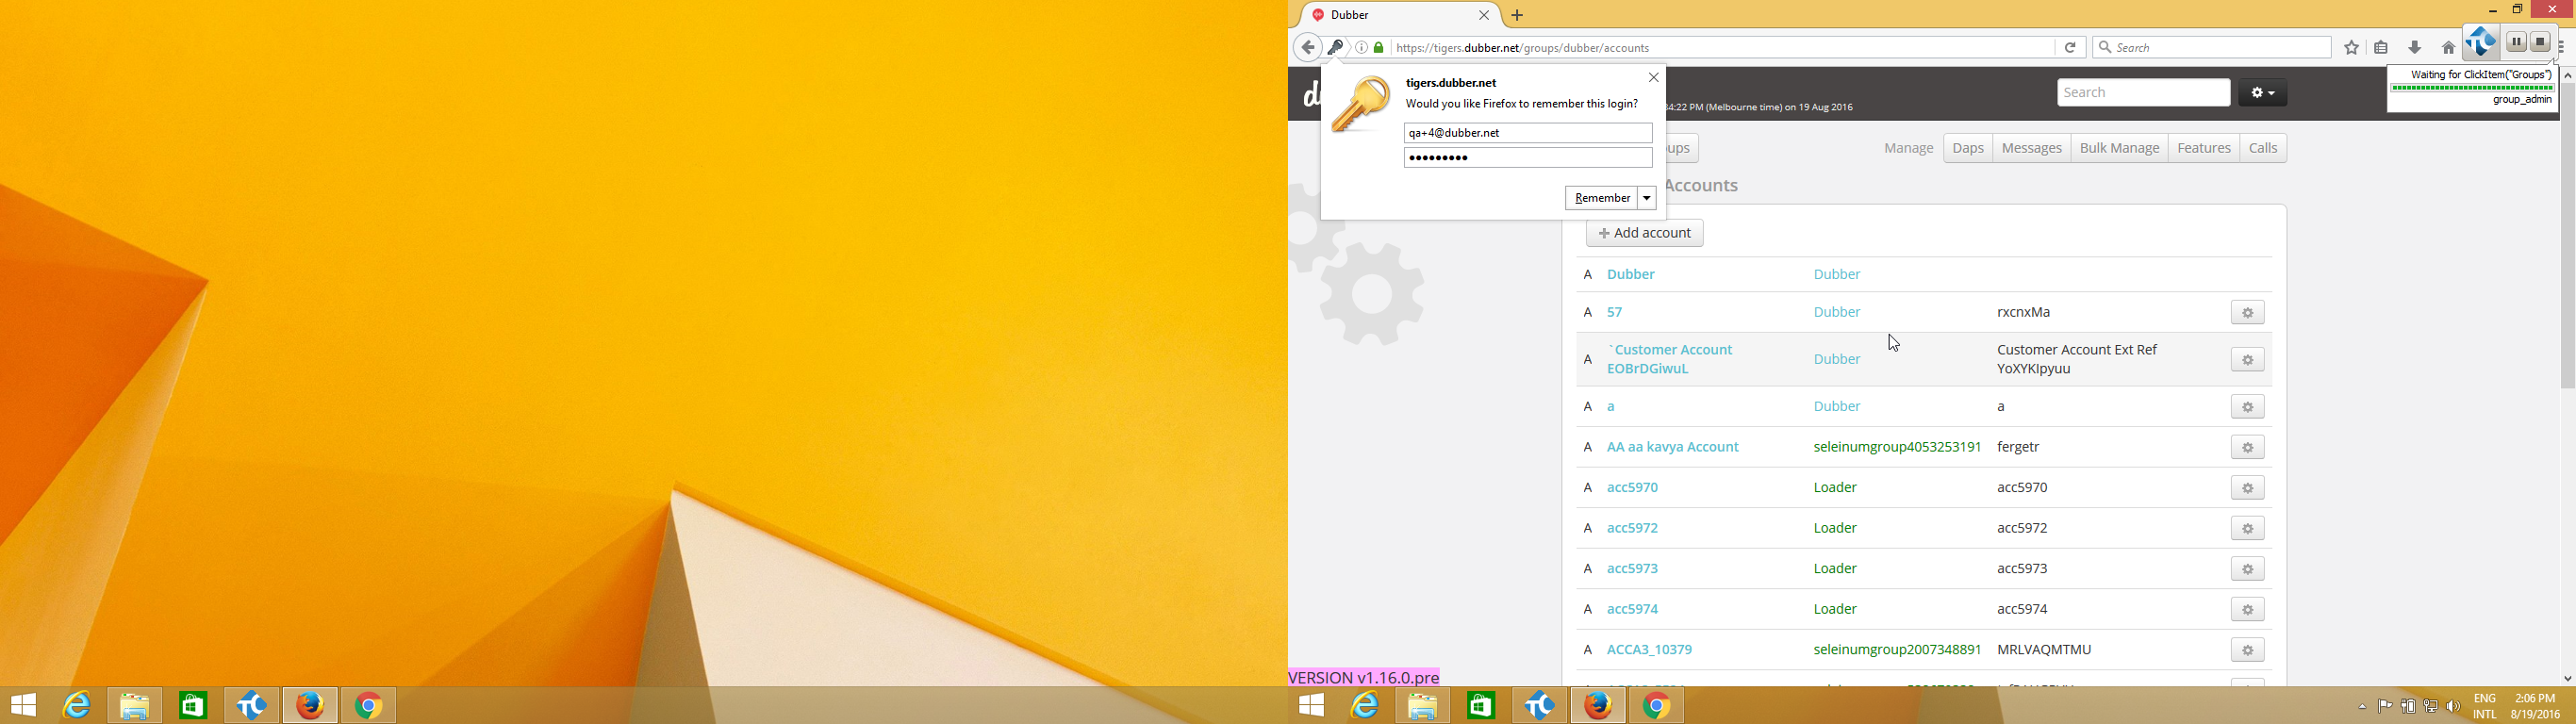 Dubber
https://tigers.dubber.net/groups/dubber/accounts
Search
Waiting for ClickItem("Groups")
group_admin
tigers.dubber.net
Would you like Firefox to remember this login?
qa+4@dubber.net
●●●●●●●●●
Remember
34:22 PM (Melbourne time) on 19 Aug 2016
Search
ups
Manage
Daps
Messages
Bulk Manage
Features
Calls
Accounts
+ Add account
A Dubber Dubber
A 57 Dubber rxcnxMa
A `Customer Account EOBrDGiwuL Dubber Customer Account Ext Ref YoXYKIpyuu
A a Dubber a
A AA aa kavya Account seleinumgroup4053253191 fergetr
A acc5970 Loader acc5970
A acc5972 Loader acc5972
A acc5973 Loader acc5973
A acc5974 Loader acc5974
A ACCA3_10379 seleinumgroup2007348891 MRLVAQMTMU
VERSION v1.16.0.pre
ENG
INTL
2:06 PM
8/19/2016